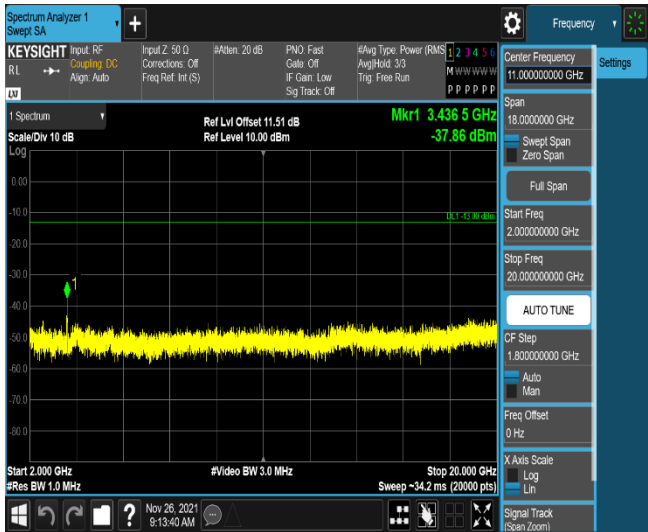 Spectrum Analyzer 1
Swept SA
Frequency
KEYSIGHT
RL
LXI
Input: RF
Coupling: DC
Align: Auto
Input Z: 50 Ω
Corrections: Off
Freq Ref: Int (S)
#Atten: 20 dB
PNO: Fast
Gate: Off
IF Gain: Low
Sig Track: Off
#Avg Type: Power (RMS
Avg|Hold: 3/3
Trig: Free Run
1 2 3 4 5 6
M W W W W W
P P P P P P
1 Spectrum
Scale/Div 10 dB
Log
Ref Lvl Offset 11.51 dB
Ref Level 10.00 dBm
Mkr1 3.436 5 GHz
-37.86 dBm
0.00
-10.0
DL1 -13.00 dBm
-20.0
-30.0
1
-40.0
-50.0
-60.0
-70.0
-80.0
Start 2.000 GHz
#Res BW 1.0 MHz
#Video BW 3.0 MHz
Stop 20.000 GHz
Sweep ~34.2 ms (20000 pts)
Nov 26, 2021
9:13:40 AM
Center Frequency
11.00000000 GHz
Settings
Span
18.0000000 GHz
Swept Span
Zero Span
Full Span
Start Freq
2.000000000 GHz
Stop Freq
20.000000000 GHz
AUTO TUNE
CF Step
1.800000000 GHz
Auto
Man
Freq Offset
0 Hz
X Axis Scale
Log
Lin
Signal Track
(Span Zoom)